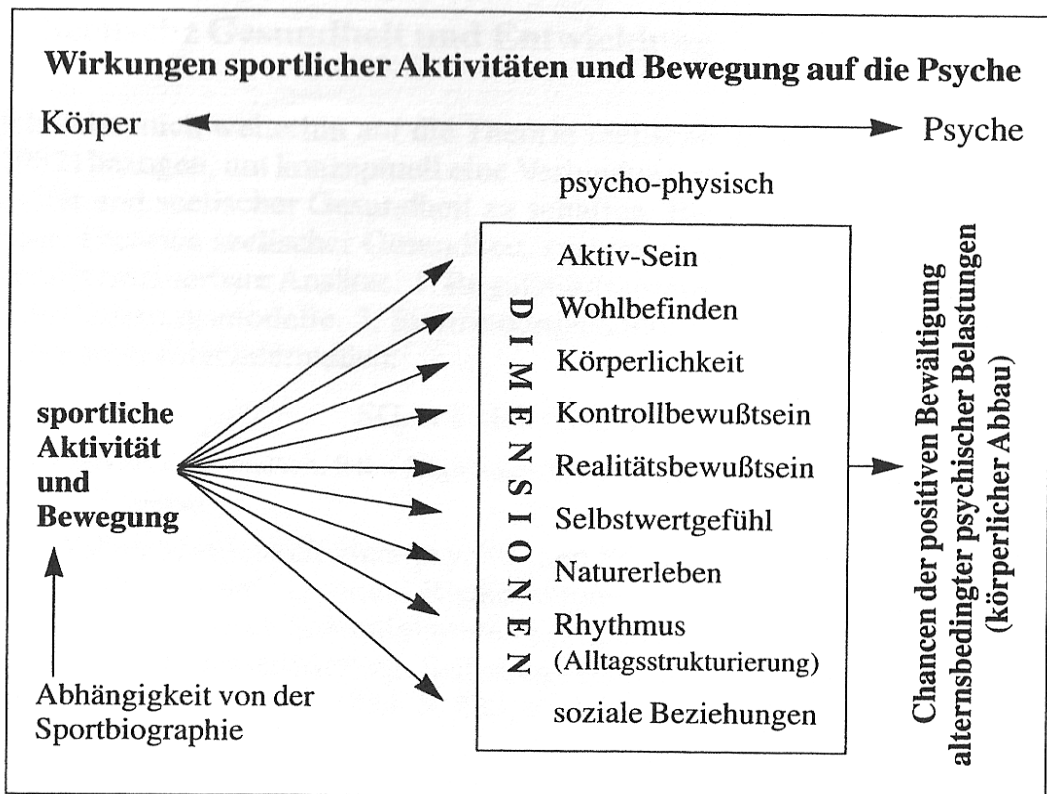 Wirkungen sportlicher Aktivitäten und Bewegung auf die Psyche
Körper
Psyche
psycho-physisch
sportliche
Aktivität
und
Bewegung
Abhängigkeit von der
Sportbiographie
DIMENSIONEN
Aktiv-Sein
Wohlbefinden
Körperlichkeit
Kontrollbewußtsein
Realitätsbewußtsein
Selbstwertgefühl
Naturerleben
Rhythmus
(Alltagsstrukturierung)
soziale Beziehungen
Chancen der positiven Bewältigung
alternsbedingter psychischer Belastungen
(körperlicher Abbau)